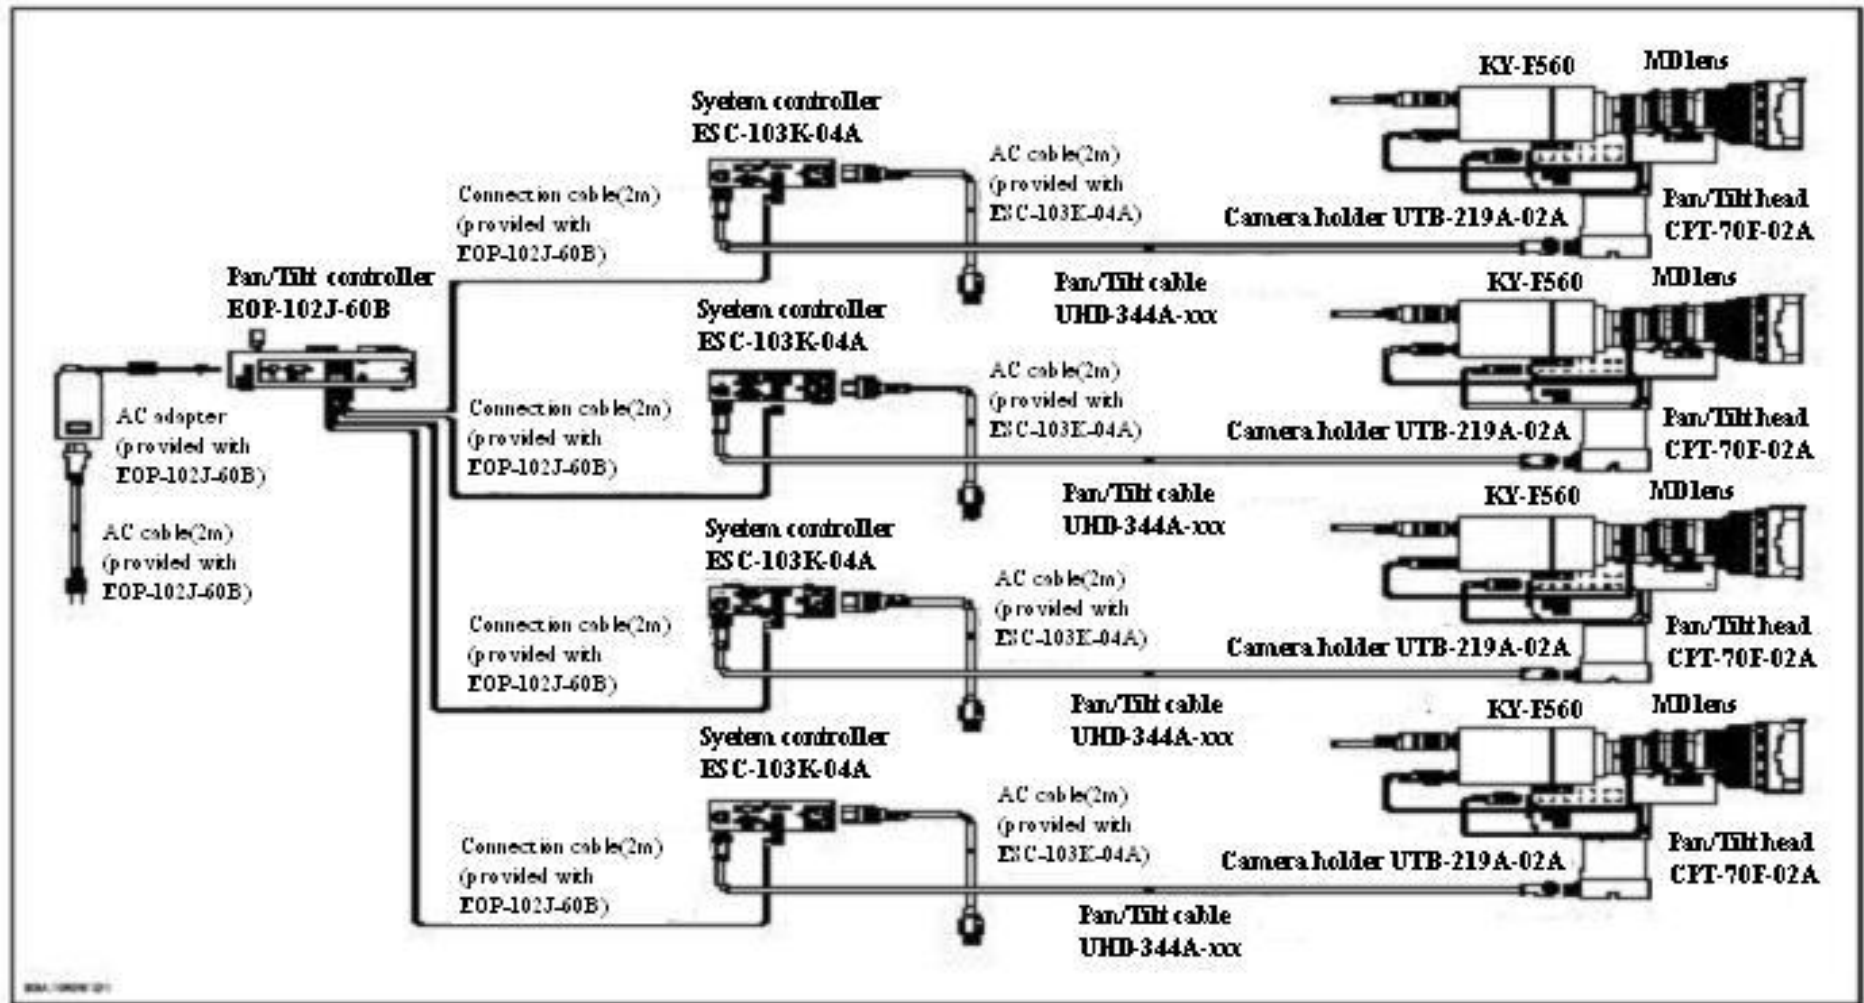 KY-F560
MD lens
System controller
ESC-103K-04A
AC cable(2m)
(provided with
ESC-103K-04A)
Connection cable(2m)
(provided with
EOP-102J-60B)
Camera holder UTB-219A-02A
Pan/Tilt head
CPT-70F-02A
Pan/Tilt controller
EOP-102J-60B
Pan/Tilt cable
UHD-344A-xxx
KY-F560
MD lens
System controller
ESC-103K-04A
AC cable(2m)
(provided with
ESC-103K-04A)
Connection cable(2m)
(provided with
EOP-102J-60B)
Camera holder UTB-219A-02A
Pan/Tilt head
CPT-70F-02A
AC adapter
(provided with
EOP-102J-60B)
AC cable(2m)
(provided with
EOP-102J-60B)
Pan/Tilt cable
UHD-344A-xxx
KY-F560
MD lens
System controller
ESC-103K-04A
AC cable(2m)
(provided with
ESC-103K-04A)
Connection cable(2m)
(provided with
EOP-102J-60B)
Camera holder UTB-219A-02A
Pan/Tilt head
CPT-70F-02A
Pan/Tilt cable
UHD-344A-xxx
KY-F560
MD lens
System controller
ESC-103K-04A
AC cable(2m)
(provided with
ESC-103K-04A)
Connection cable(2m)
(provided with
EOP-102J-60B)
Camera holder UTB-219A-02A
Pan/Tilt head
CPT-70F-02A
Pan/Tilt cable
UHD-344A-xxx